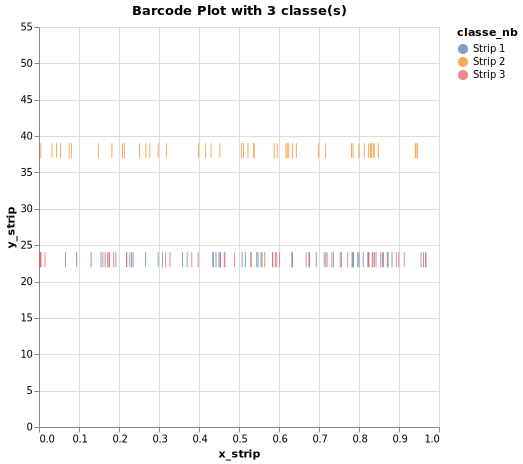 Barcode Plot with 3 classe(s)
classe_nb
Strip 1
Strip 2
Strip 3
y_strip
55
50
45
40
35
30
25
20
15
10
5
0
0.0 0.1 0.2 0.3 0.4 0.5 0.6 0.7 0.8 0.9 1.0
x_strip